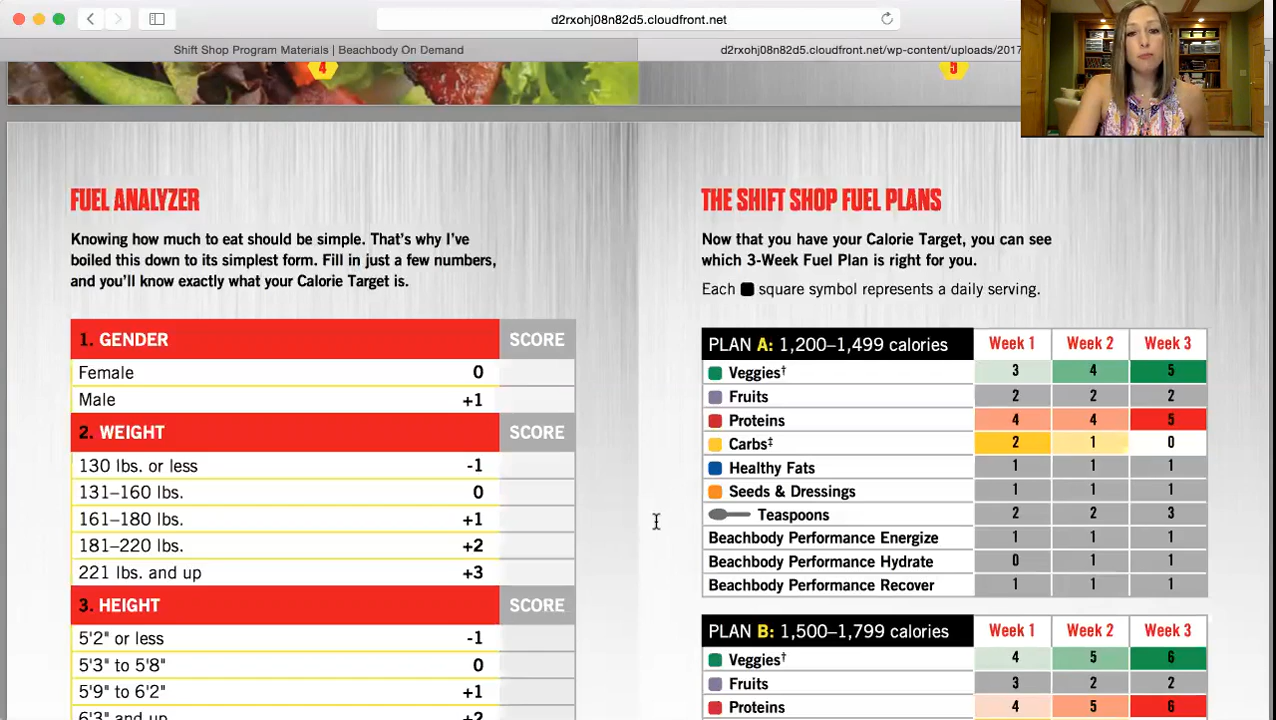 d2rxohj08n82d5.cloudfront.net
Shift Shop Program Materials | Beachbody On Demand
d2rxohj08n82d5.cloudfront.net/wp-content/uploads/2017
4
5
FUEL ANALYZER
Knowing how much to eat should be simple. That's why I've
boiled this down to its simplest form. Fill in just a few numbers,
and you'll know exactly what your Calorie Target is.
1. GENDER SCORE
Female 0
Male +1
2. WEIGHT SCORE
130 lbs. or less -1
131–160 lbs. 0
161–180 lbs. +1
181–220 lbs. +2
221 lbs. and up +3
3. HEIGHT SCORE
5'2" or less -1
5'3" to 5'8" 0
5'9" to 6'2" +1
6'3" and up +2
THE SHIFT SHOP FUEL PLANS
Now that you have your Calorie Target, you can see
which 3-Week Fuel Plan is right for you.
Each square symbol represents a daily serving.
PLAN A: 1,200–1,499 calories Week 1 Week 2 Week 3
Veggies† 3 4 5
Fruits 2 2 2
Proteins 4 4 5
Carbs‡ 2 1 0
Healthy Fats 1 1 1
Seeds & Dressings 1 1 1
Teaspoons 2 2 3
Beachbody Performance Energize 1 1 1
Beachbody Performance Hydrate 0 1 1
Beachbody Performance Recover 1 1 1
PLAN B: 1,500–1,799 calories Week 1 Week 2 Week 3
Veggies† 4 5 6
Fruits 3 2 2
Proteins 4 5 6